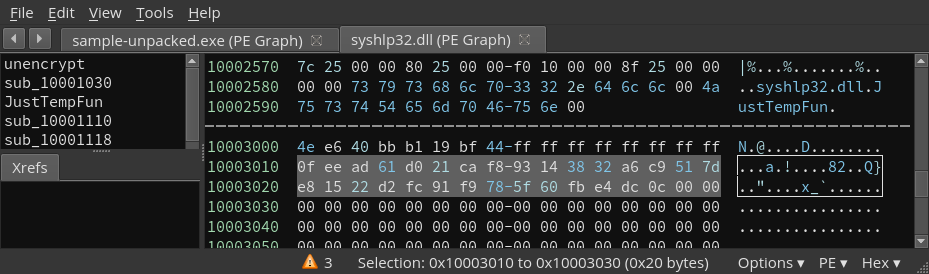 File Edit View Tools Help
sample-unpacked.exe (PE Graph) syshlp32.dll (PE Graph)
unencrypt
sub_10001030
JustTempFun
sub_10001110
sub_10001118
Xrefs
10002570 7c 25 00 00 80 25 00 00-f0 10 00 00 8f 25 00 00 |%...%.......%..
10002580 00 00 73 79 73 68 6c 70-33 32 2e 64 6c 6c 00 4a ..syshlp32.dll.J
10002590 75 73 74 54 65 6d 70 46-75 6e 00 ustTempFun.
10003000 4e e6 40 bb b1 19 bf 44-ff ff ff ff ff ff ff ff N.@....D........
10003010 0f ee ad 61 d0 21 ca f8-93 14 38 32 a6 c9 51 7d ...a.!....82..Q}
10003020 e8 15 22 d2 fc 91 f9 78-5f 60 fb e4 dc 0c 00 00 .."....x_`......
10003030 00 00 00 00 00 00 00 00-00 00 00 00 00 00 00 00 ................
10003040 00 00 00 00 00 00 00 00-00 00 00 00 00 00 00 00 ................
10003050 00 00 00 00 00 00 00 00-00 00 00 00 00 00 00 00 ................
3 Selection: 0x10003010 to 0x10003030 (0x20 bytes) Options ▾ PE ▾ Hex ▾